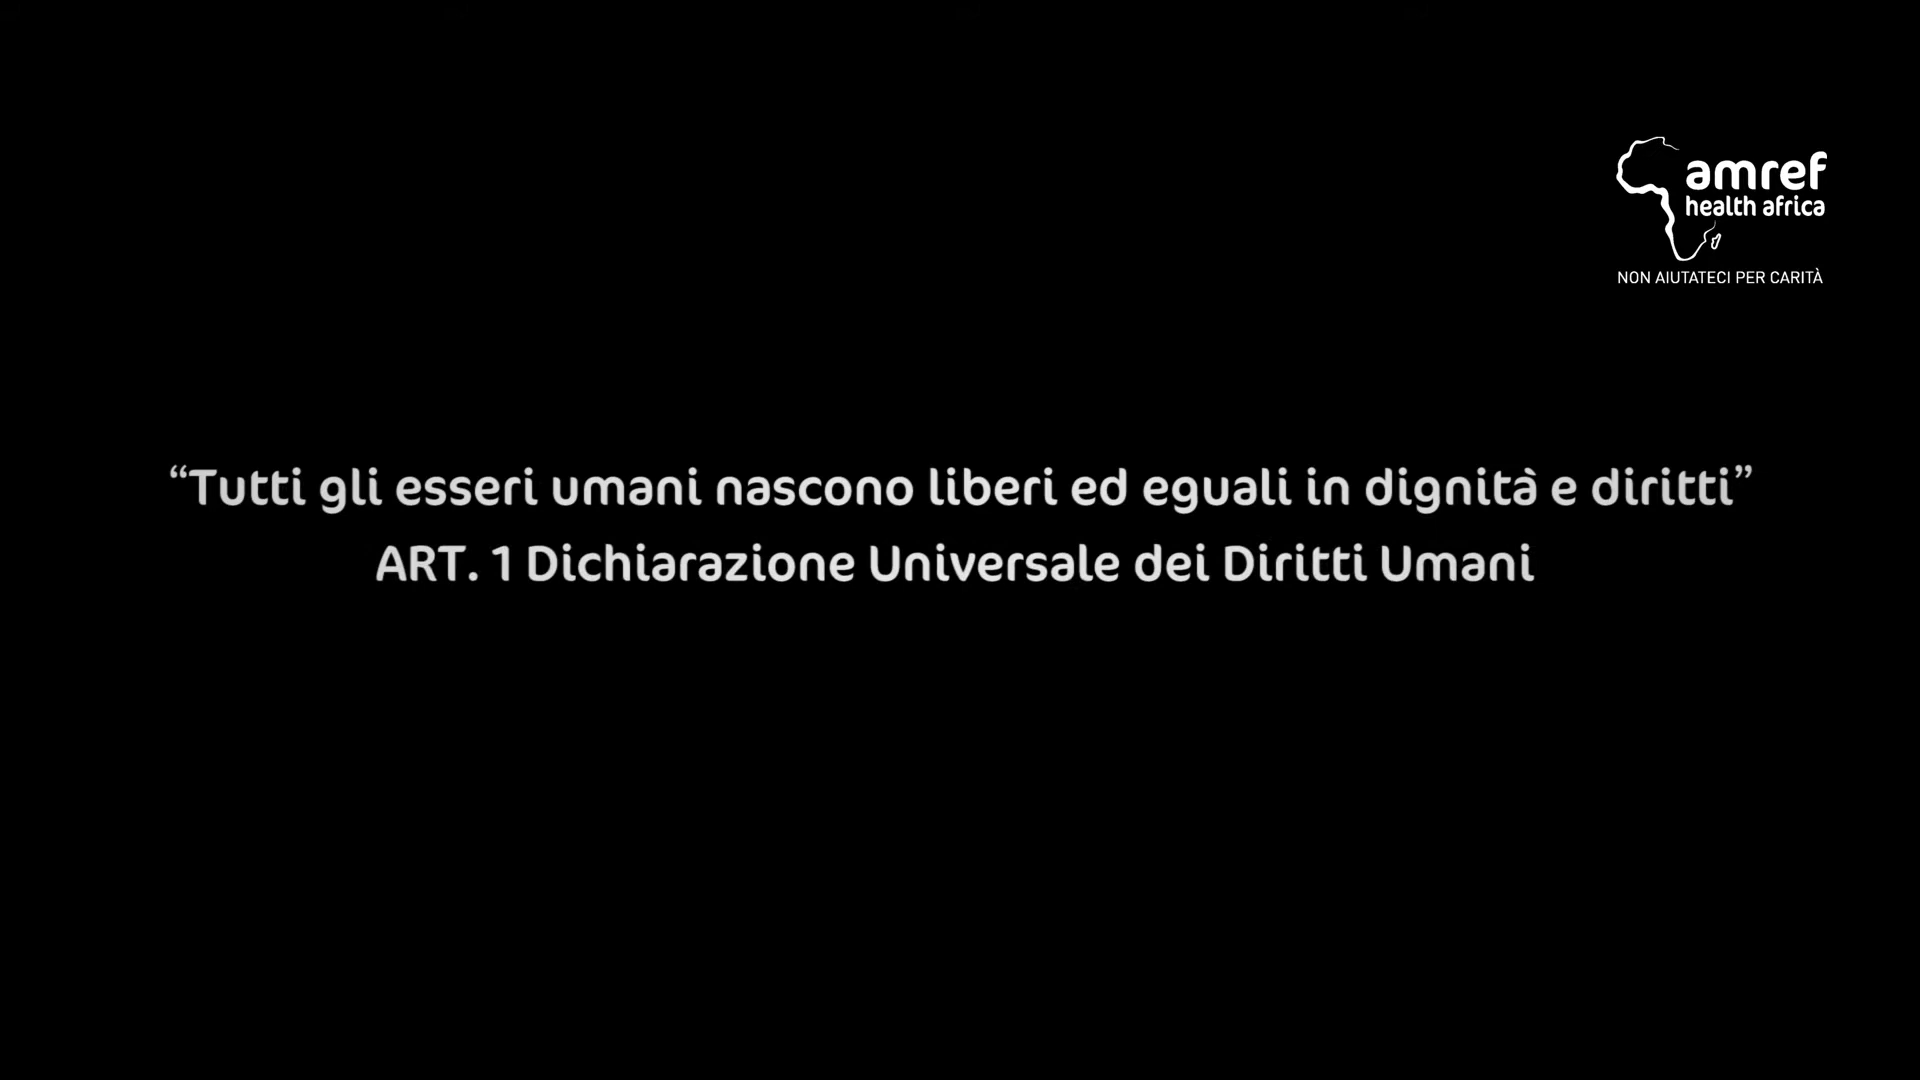 amref
health africa
NON AIUTATECI PER CARITÀ
“Tutti gli esseri umani nascono liberi ed eguali in dignità e diritti”
ART. 1 Dichiarazione Universale dei Diritti Umani